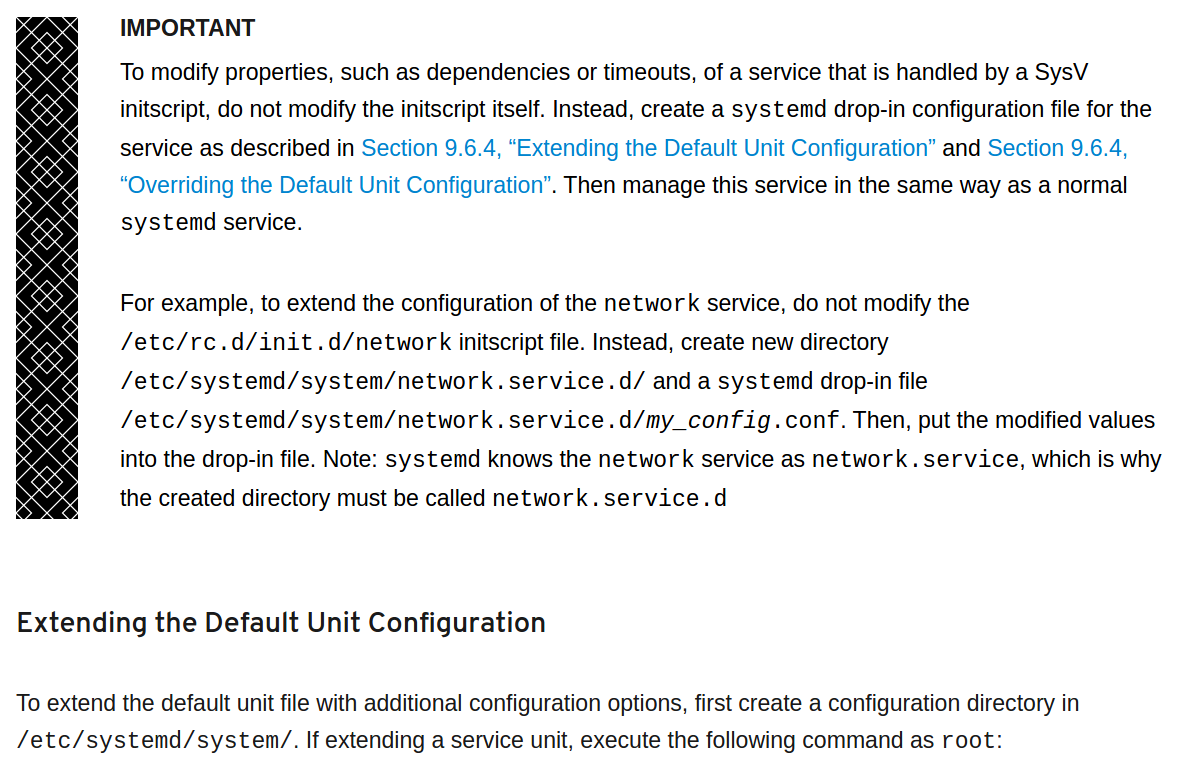 IMPORTANT
To modify properties, such as dependencies or timeouts, of a service that is handled by a SysV
initscript, do not modify the initscript itself. Instead, create a systemd drop-in configuration file for the
service as described in Section 9.6.4, “Extending the Default Unit Configuration” and Section 9.6.4,
“Overriding the Default Unit Configuration”. Then manage this service in the same way as a normal
systemd service.
For example, to extend the configuration of the network service, do not modify the
/etc/rc.d/init.d/network initscript file. Instead, create new directory
/etc/systemd/system/network.service.d/ and a systemd drop-in file
/etc/systemd/system/network.service.d/my_config.conf. Then, put the modified values
into the drop-in file. Note: systemd knows the network service as network.service, which is why
the created directory must be called network.service.d
Extending the Default Unit Configuration
To extend the default unit file with additional configuration options, first create a configuration directory in
/etc/systemd/system/. If extending a service unit, execute the following command as root: